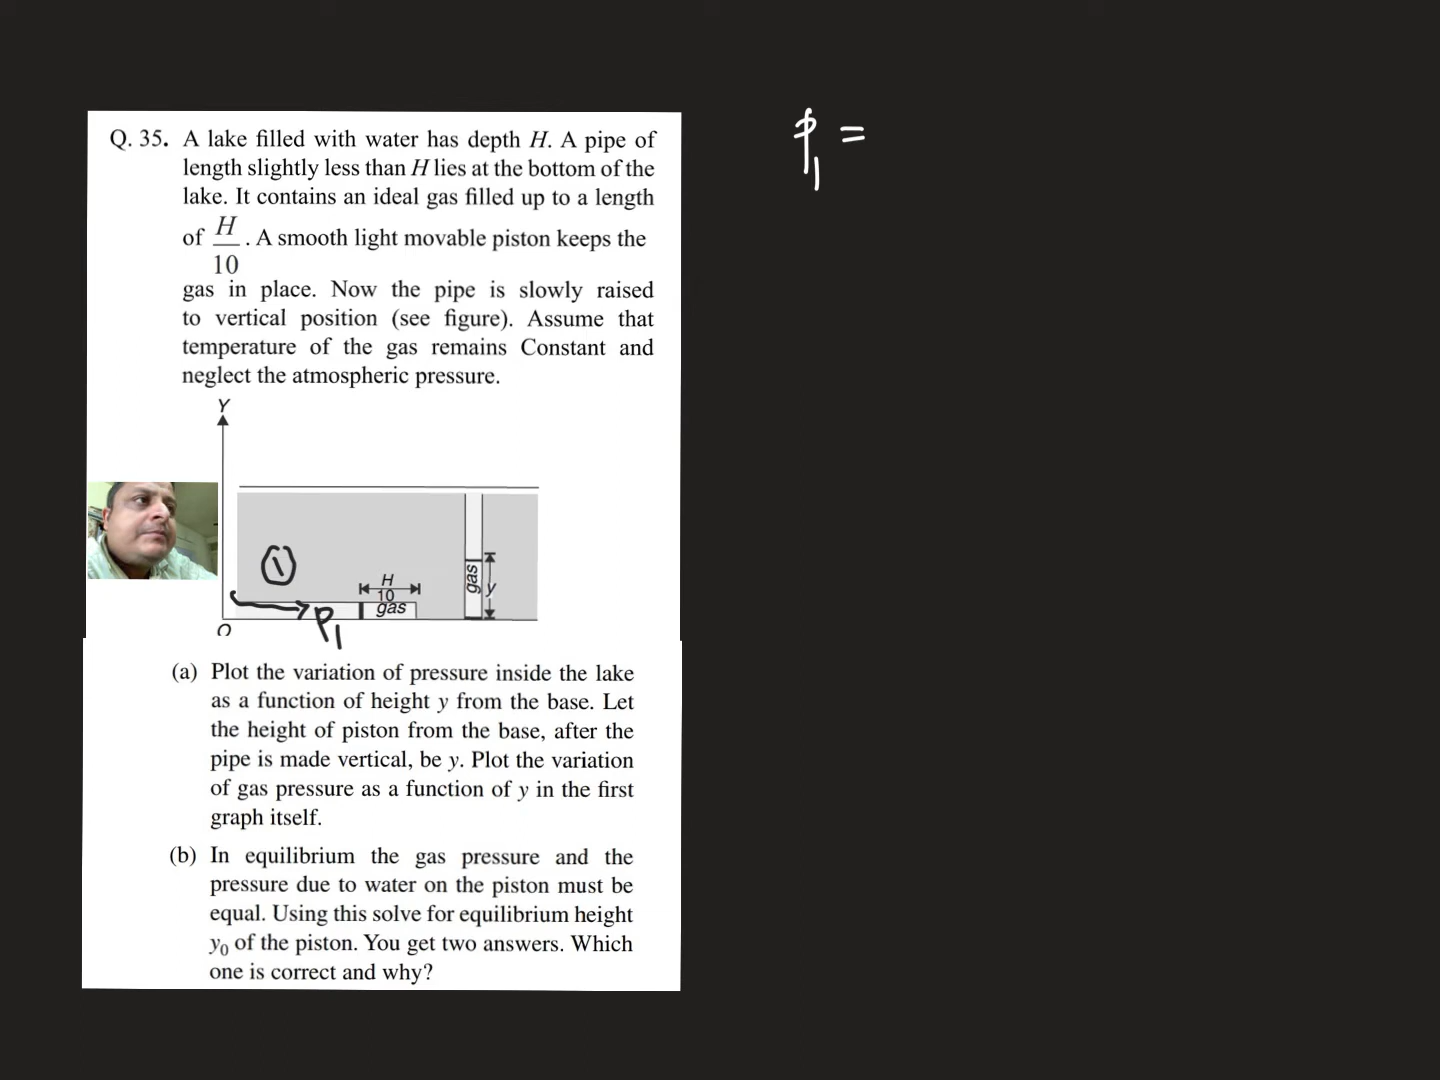 Q. 35. A lake filled with water has depth H. A pipe of
length slightly less than H lies at the bottom of the
lake. It contains an ideal gas filled up to a length
of H/10. A smooth light movable piston keeps the
gas in place. Now the pipe is slowly raised
to vertical position (see figure). Assume that
temperature of the gas remains Constant and
neglect the atmospheric pressure.
Y
1
H
10
gas
gas
y
P1
O
(a) Plot the variation of pressure inside the lake
as a function of height y from the base. Let
the height of piston from the base, after the
pipe is made vertical, be y. Plot the variation
of gas pressure as a function of y in the first
graph itself.
(b) In equilibrium the gas pressure and the
pressure due to water on the piston must be
equal. Using this solve for equilibrium height
y0 of the piston. You get two answers. Which
one is correct and why?
P1 =